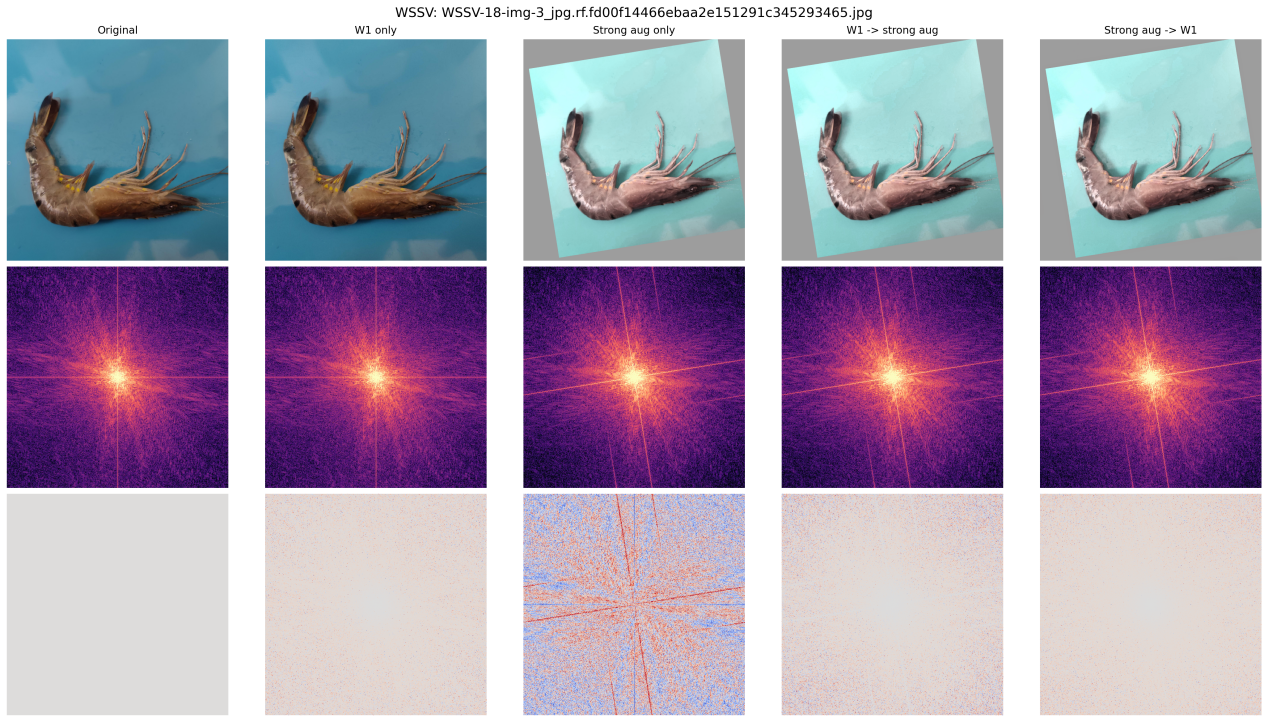 WSSV: WSSV-18-img-3_jpg.rf.fd00f14466ebaa2e151291c345293465.jpg
Original
W1 only
Strong aug only
W1 -> strong aug
Strong aug -> W1